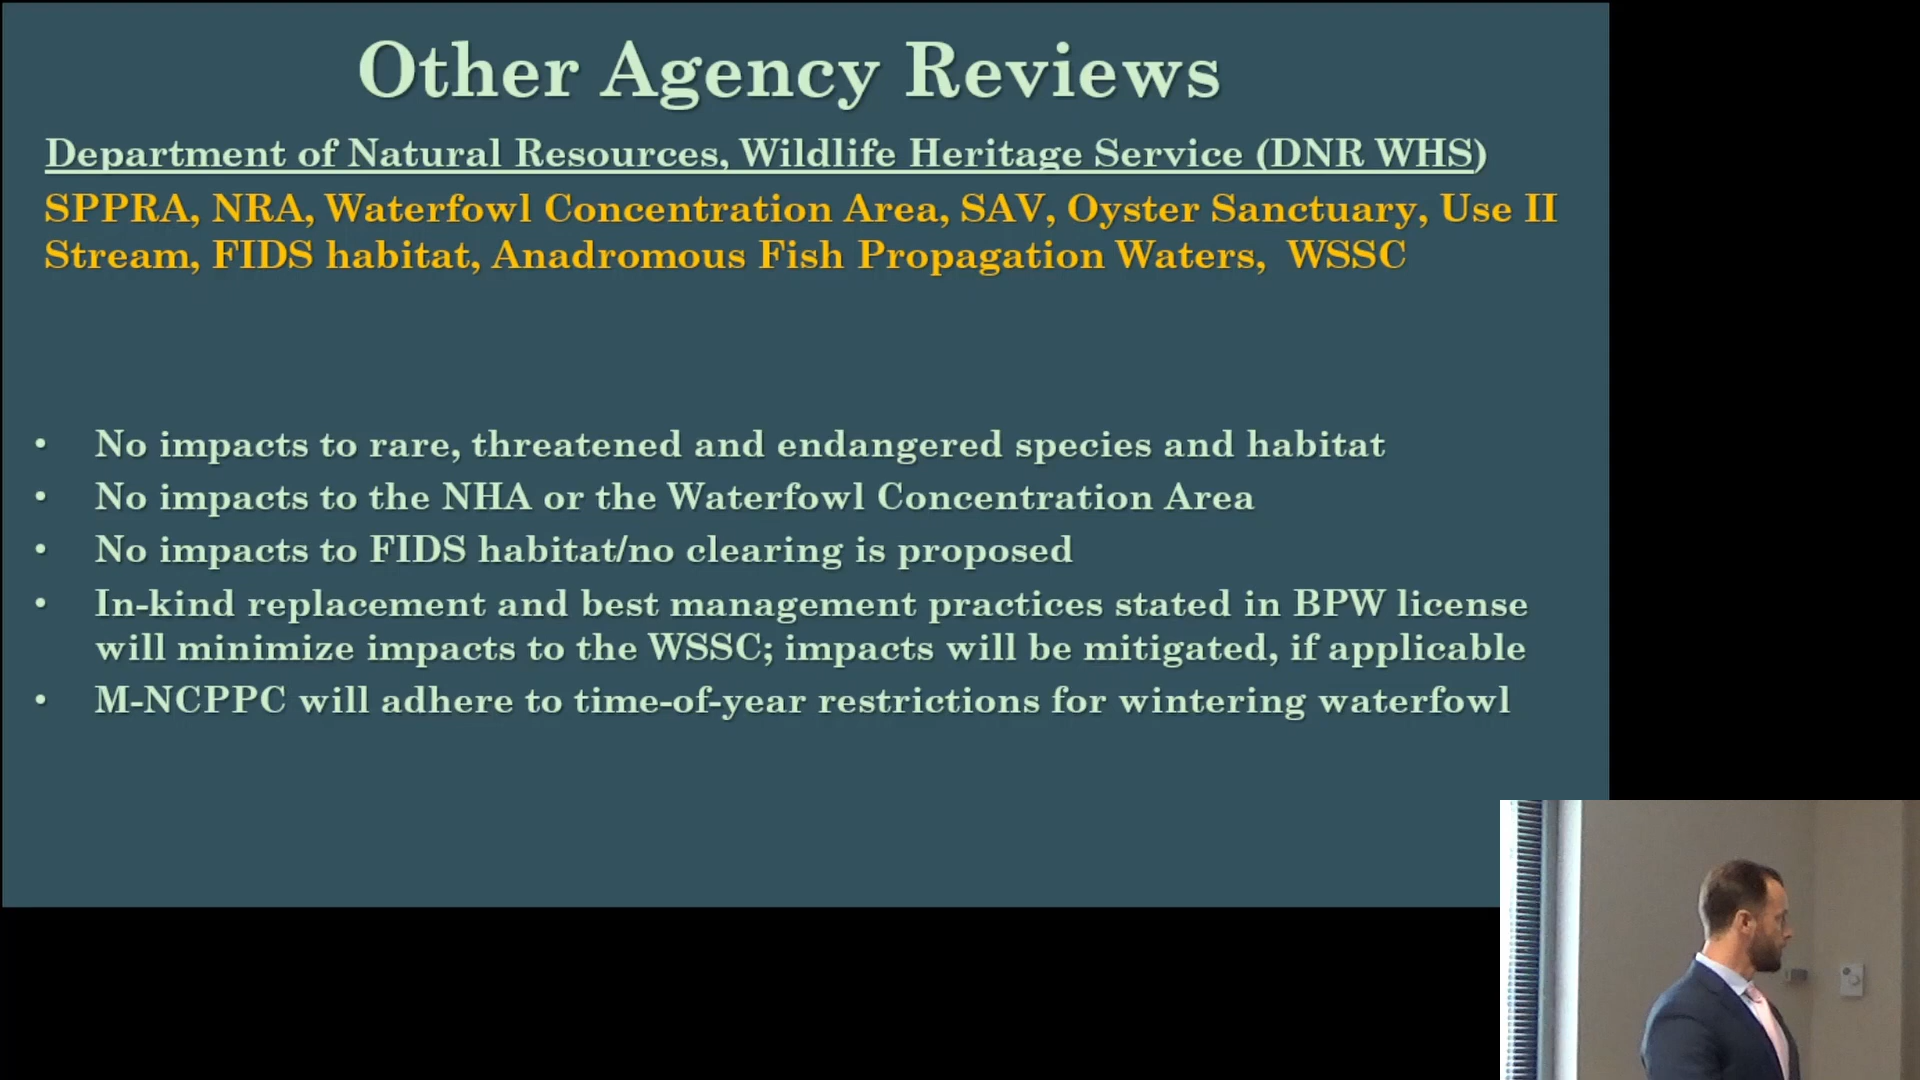 Other Agency Reviews
Department of Natural Resources, Wildlife Heritage Service (DNR WHS)
SPPRA, NRA, Waterfowl Concentration Area, SAV, Oyster Sanctuary, Use II
Stream, FIDS habitat, Anadromous Fish Propagation Waters, WSSC
• No impacts to rare, threatened and endangered species and habitat
• No impacts to the NHA or the Waterfowl Concentration Area
• No impacts to FIDS habitat/no clearing is proposed
• In-kind replacement and best management practices stated in BPW license
will minimize impacts to the WSSC; impacts will be mitigated, if applicable
• M-NCPPC will adhere to time-of-year restrictions for wintering waterfowl